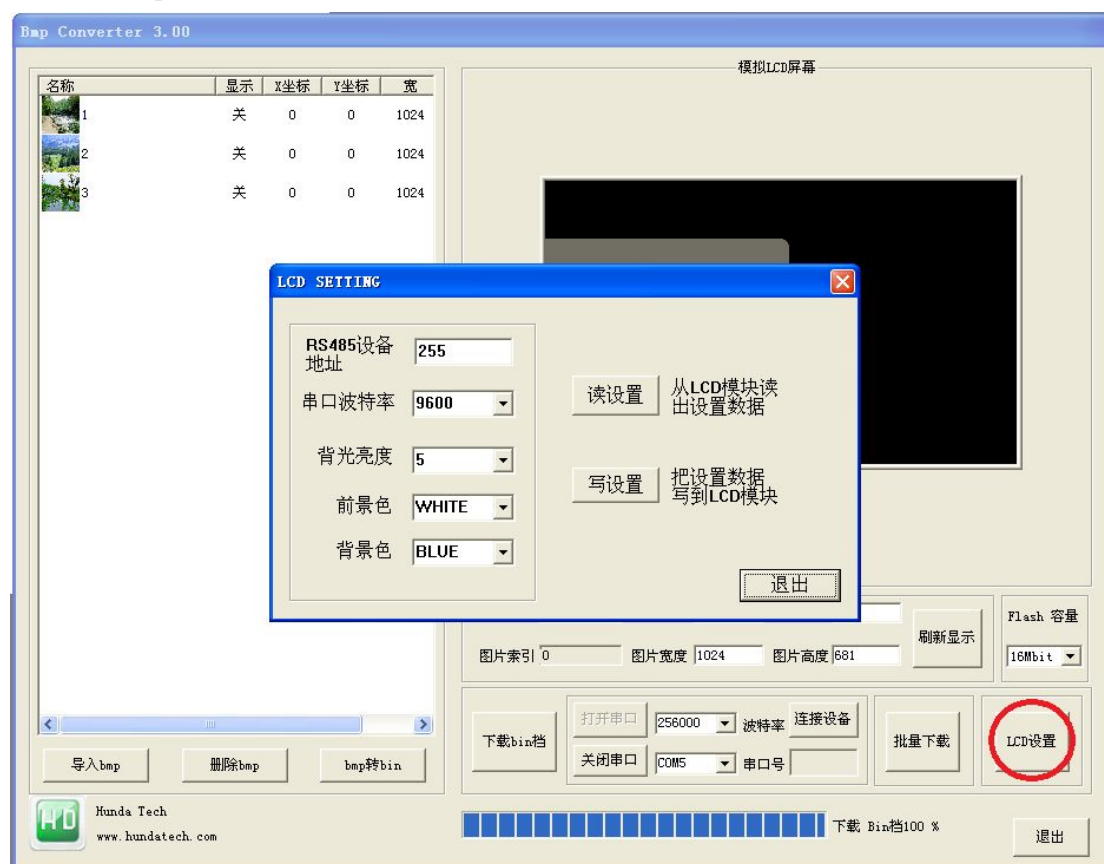 Bmp Converter 3.00
模拟LCD屏幕
名称 显示 X坐标 Y坐标 宽
1 关 0 0 1024
2 关 0 0 1024
3 关 0 0 1024
LCD SETTING
RS485设备
地址
255
串口波特率 9600
背光亮度 5
前景色 WHITE
背景色 BLUE
读设置
从LCD模块读
出设置数据
写设置
把设置数据
写到LCD模块
退出
刷新显示
Flash 容量
16Mbit
图片索引 0 图片宽度 1024 图片高度 681
下载bin档
打开串口 256000 波特率 连接设备
关闭串口 COM5 串口号
批量下载
LCD设置
导入bmp 删除bmp bmp转bin
HD
Hunda Tech
www.hundatech.com
下载 Bin档100 %
退出